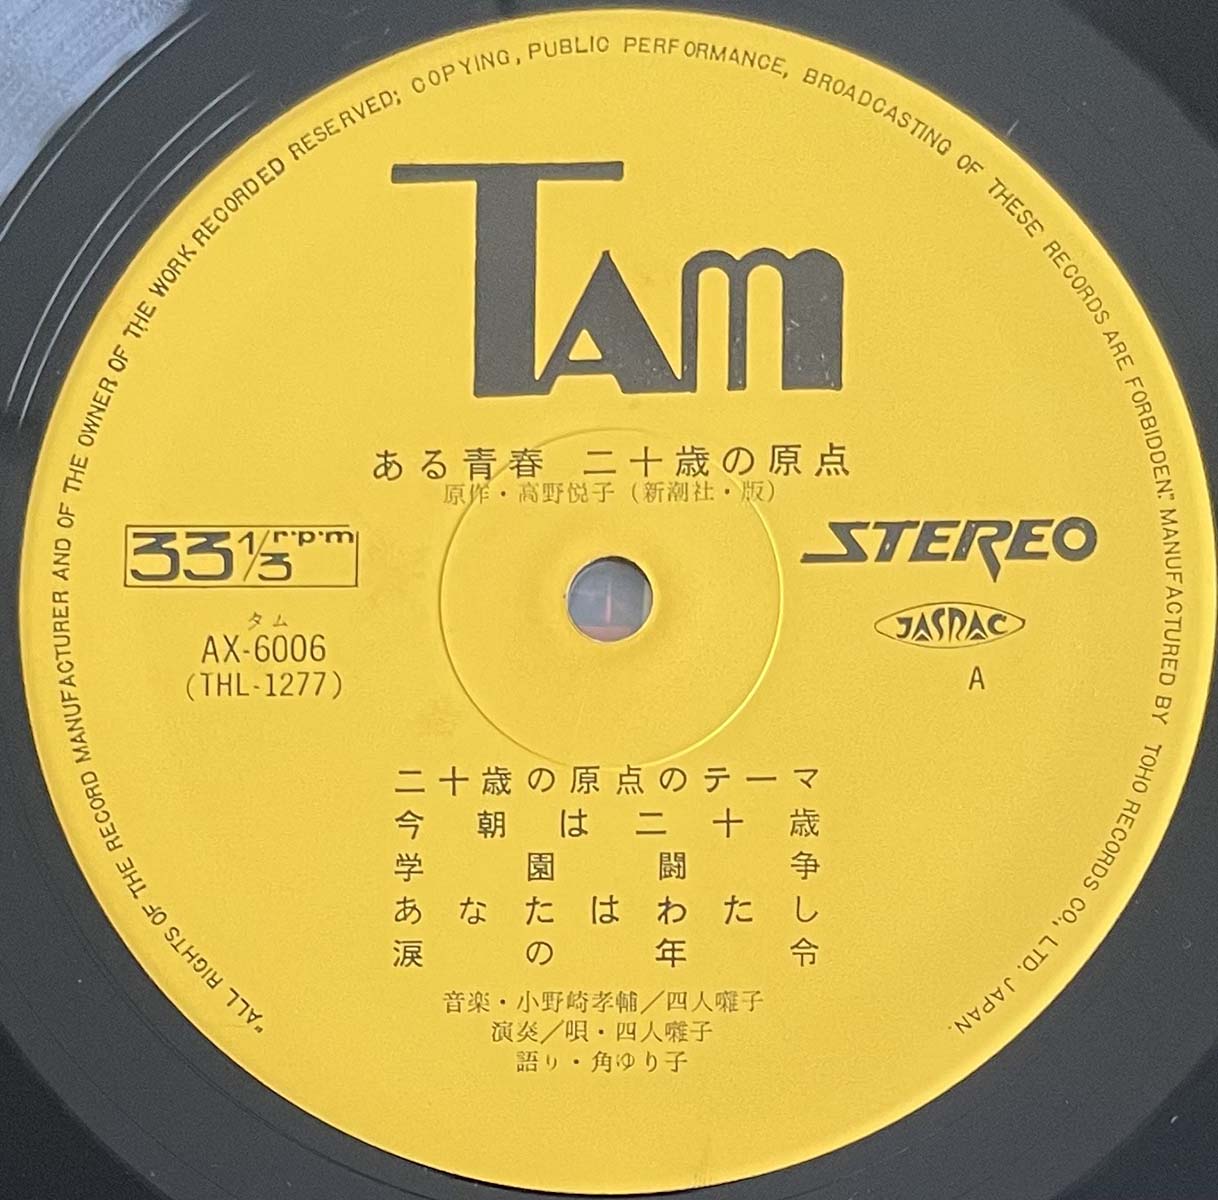 "ALL RIGHTS OF THE RECORD MANUFACTURER AND OF THE OWNER OF THE WORK RECORDED RESERVED; COPYING, PUBLIC PERFORMANCE, BROADCASTING OF THESE RECORDS ARE FORBIDDEN." MANUFACTURED BY TOHO RECORDS CO., LTD. JAPAN.
TAM
ある青春 二十歳の原点
原作・高野悦子(新潮社・版)
33 1/3 r·p·m
STEREO
タム
AX-6006
(THL-1277)
JASRAC
A
二十歳の原点のテーマ
今朝は二十歳
学園闘争
あなたはわたし
涙の年令
音楽・小野崎孝輔/四人囃子
演奏/唄・四人囃子
語り・角ゆり子